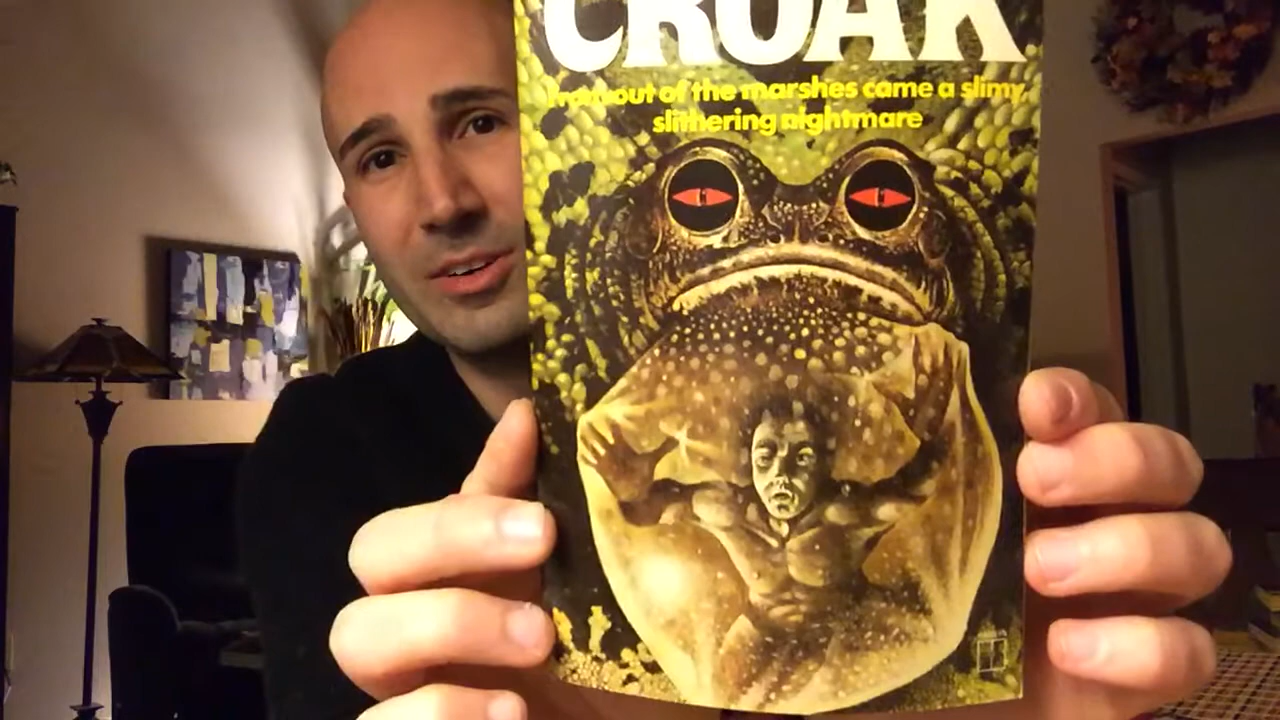 CROAK
From out of the marshes came a slimy,
slithering nightmare